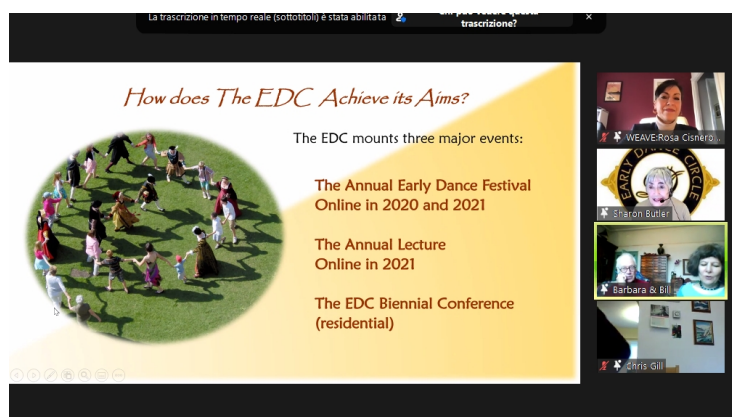 La trascrizione in tempo reale (sottotitoli) è stata abilitata
trascrizione?
How does The EDC Achieve its Aims?
The EDC mounts three major events:
The Annual Early Dance Festival
Online in 2020 and 2021
The Annual Lecture
Online in 2021
The EDC Biennial Conference
(residential)
WEAVE:Rosa Cisnero...
EARLY DANCE CIRCLE
Sharon Butler
Barbara & Bill
Chris Gill